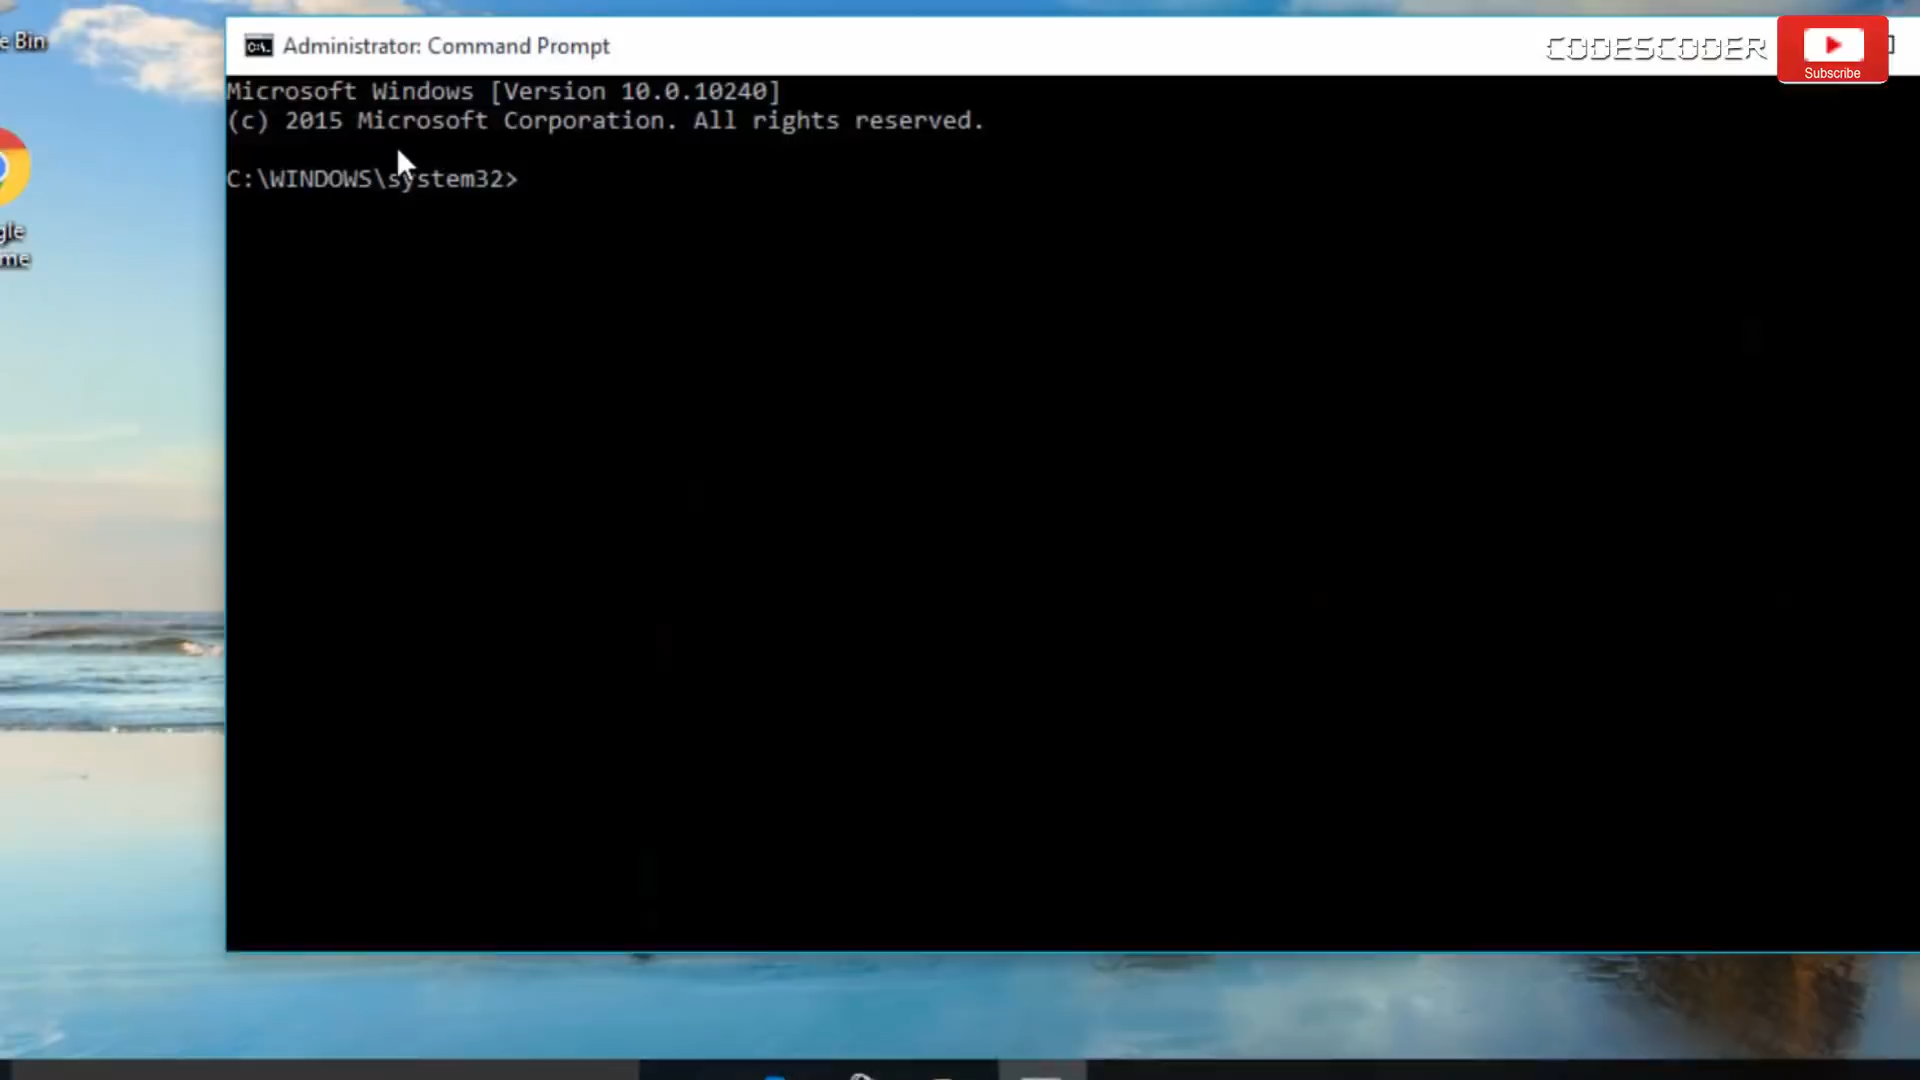 e Bin
Administrator: Command Prompt
CODESCODER
Subscribe
Microsoft Windows [Version 10.0.10240]
(c) 2015 Microsoft Corporation. All rights reserved.
C:\WINDOWS\system32>
gle
me